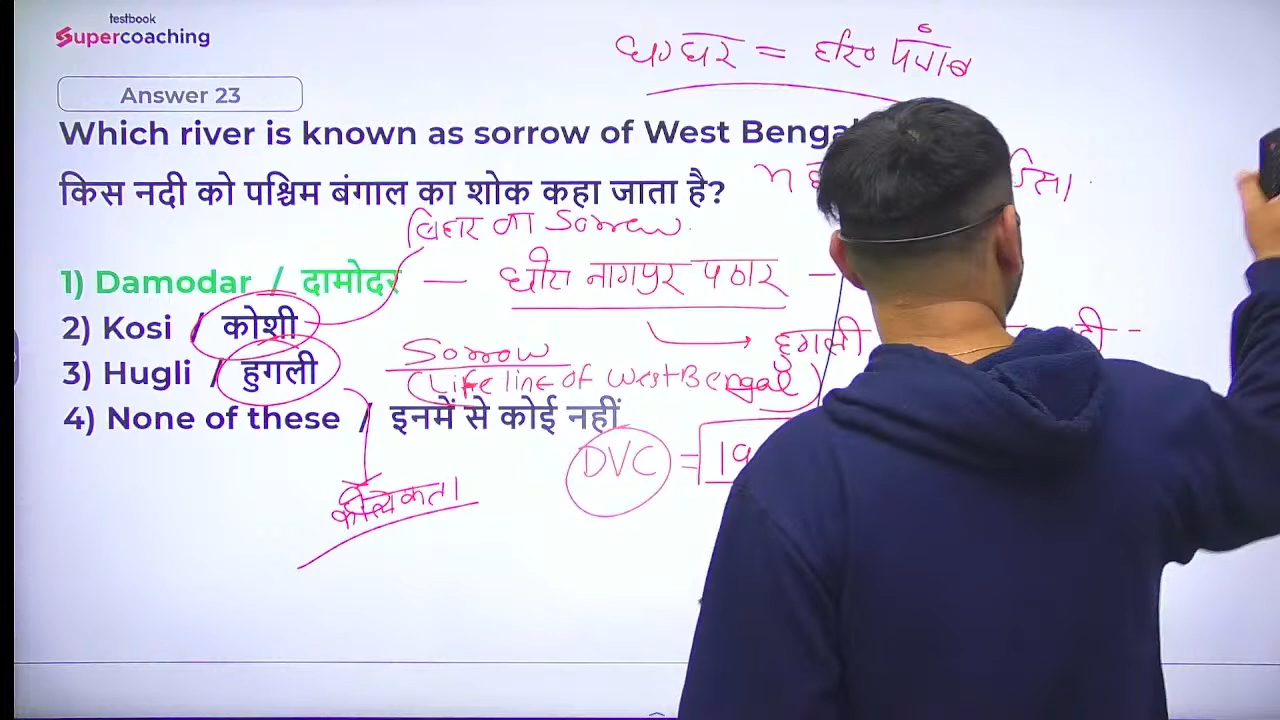 testbook
Supercoaching
घग्घर = हरि० पंजाब
Answer 23
Which river is known as sorrow of West Benga
किस नदी को पश्चिम बंगाल का शोक कहा जाता है?
बिहार का Sorrow
1) Damodar / दामोदर — छोटा नागपुर पठार —
2) Kosi / कोशी
हुगली
3) Hugli / हुगली
Sorrow
(Life line of West Bengal)
4) None of these / इनमें से कोई नहीं
DVC = 19